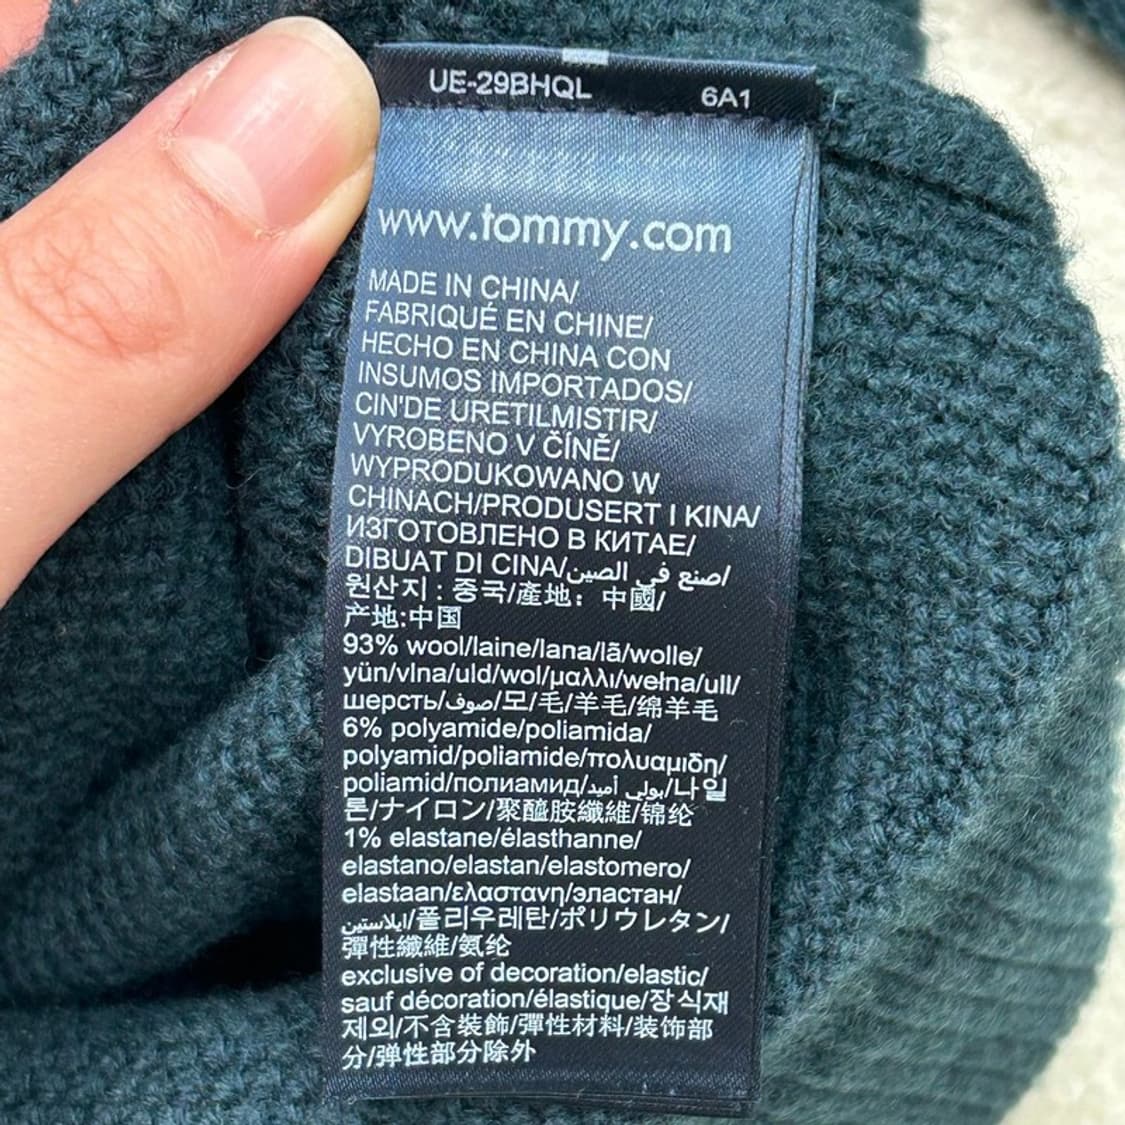 UE-29BHQL 6A1
www.tommy.com
MADE IN CHINA/
FABRIQUÉ EN CHINE/
HECHO EN CHINA CON
INSUMOS IMPORTADOS/
CIN'DE URETILMISTIR/
VYROBENO V ČÍNĚ/
WYPRODUKOWANO W
CHINACH/PRODUSERT I KINA/
ИЗГОТОВЛЕНО В КИТАЕ/
DIBUAT DI CINA/صنع في الصين/
원산지 : 중국/產地: 中國/
产地:中国
93% wool/laine/lana/lã/wolle/
yün/vlna/uld/wol/μαλλι/wełna/ull/
шерсть/صوف/모/毛/羊毛/绵羊毛
6% polyamide/poliamida/
polyamid/poliamide/πολυαμιδη/
poliamid/полиамид/بولي أميد/나일
론/ナイロン/聚醯胺纖維/锦纶
1% elastane/élasthanne/
elastano/elastan/elastomero/
elastaan/ελαστανη/эластан/
ايلاستين/폴리우레탄/ポリウレタン/
彈性纖維/氨纶
exclusive of decoration/elastic/
sauf décoration/élastique/장식재
제외/不含裝飾/彈性材料/装饰部
分/弹性部分除外